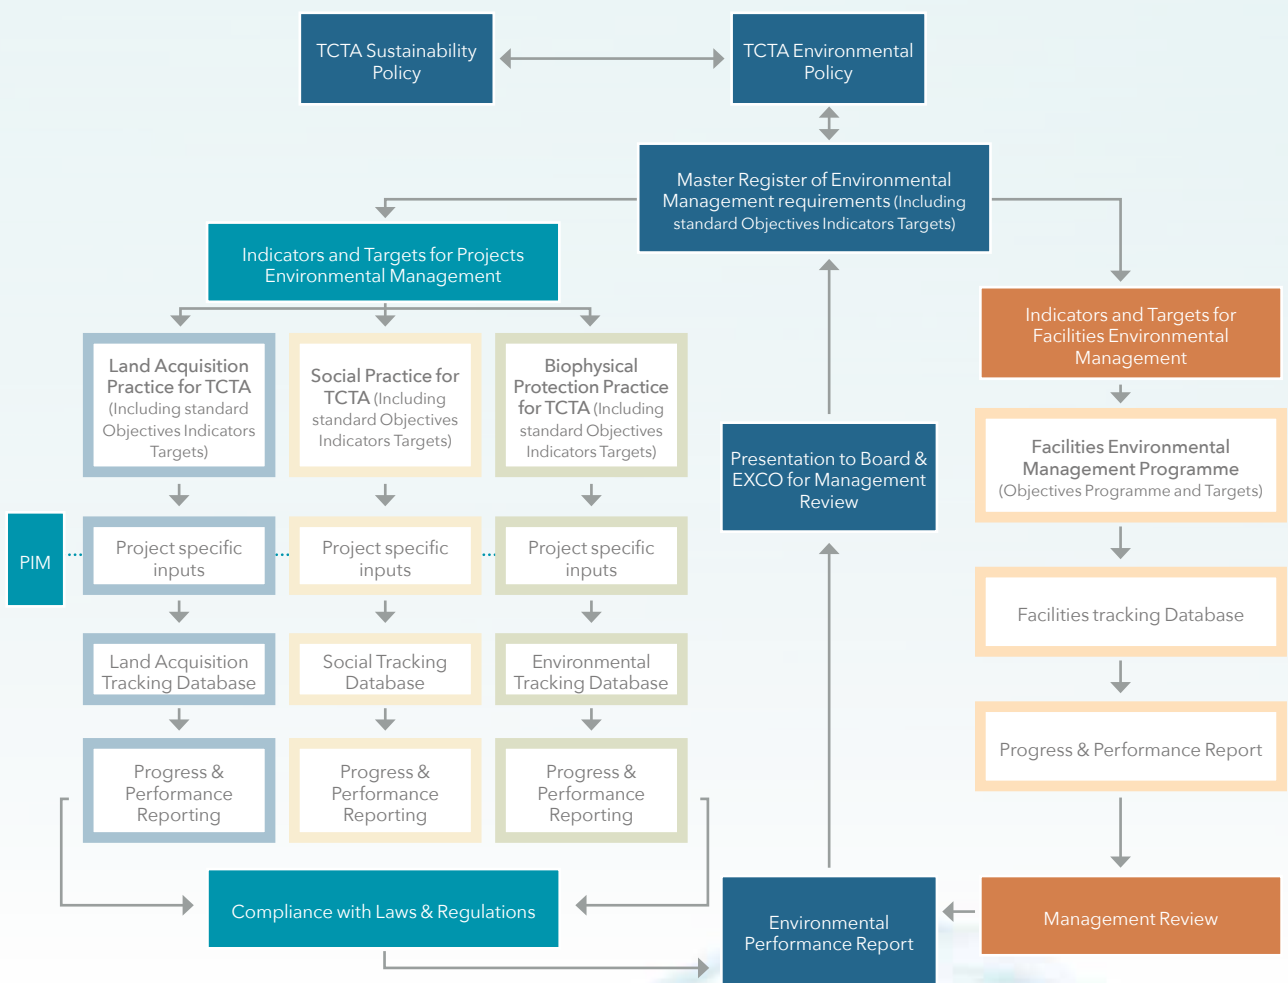 TCTA Sustainability
Policy
TCTA Environmental
Policy
Master Register of Environmental
Management requirements (Including
standard Objectives Indicators Targets)
Indicators and Targets for Projects
Environmental Management
Indicators and Targets for
Facilities Environmental
Management
Land Acquisition
Practice for TCTA
(Including standard
Objectives Indicators
Targets)
Social Practice for
TCTA (Including
standard Objectives
Indicators Targets)
Biophysical
Protection Practice
for TCTA (Including
standard Objectives
Indicators Targets)
Facilities Environmental
Management Programme
(Objectives Programme and Targets)
Presentation to Board &
EXCO for Management
Review
PIM
Project specific
inputs
Project specific
inputs
Project specific
inputs
Facilities tracking Database
Land Acquisition
Tracking Database
Social Tracking
Database
Environmental
Tracking Database
Progress & Performance Report
Progress &
Performance
Reporting
Progress &
Performance
Reporting
Progress &
Performance
Reporting
Compliance with Laws & Regulations
Environmental
Performance Report
Management Review